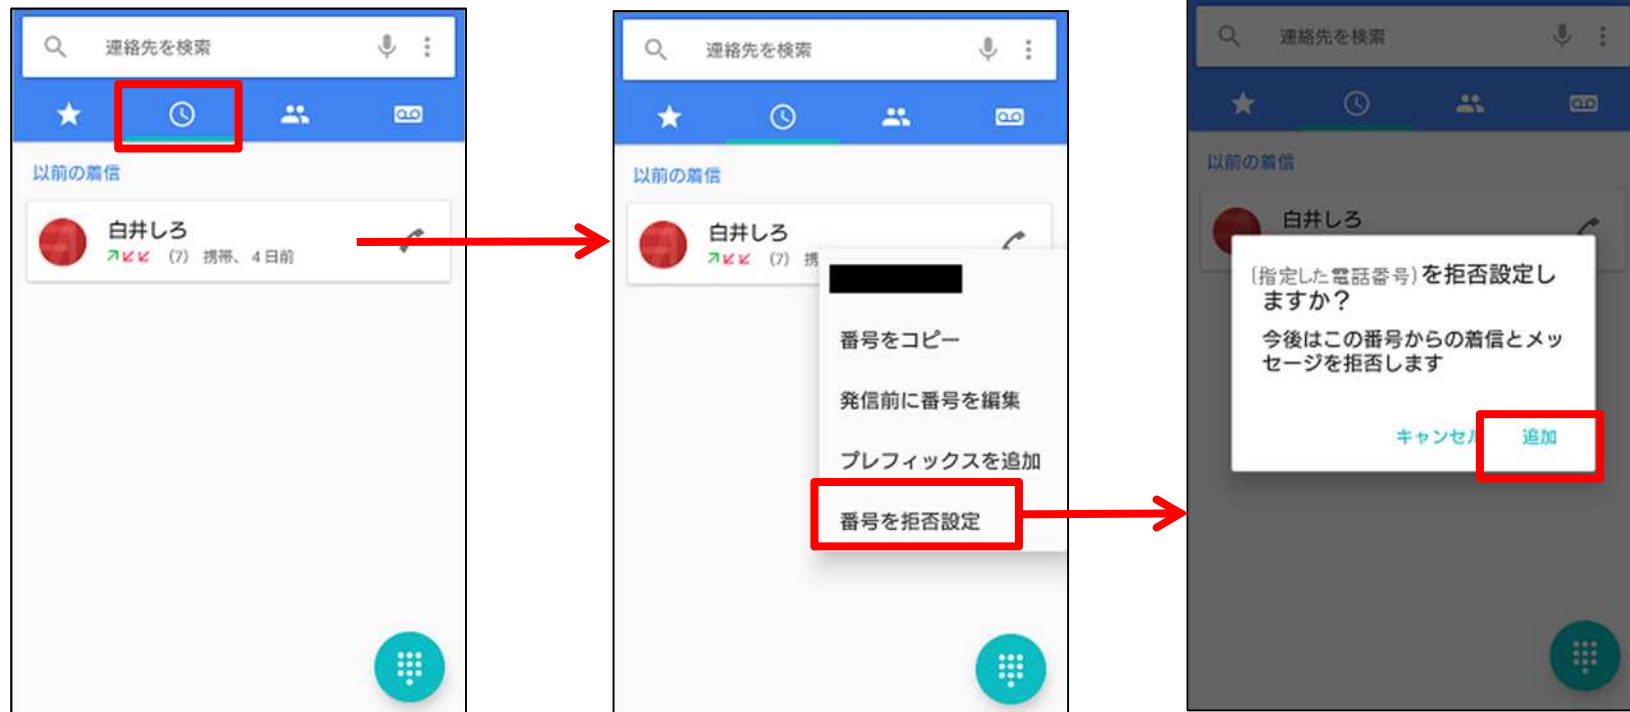 連絡先を検索
以前の着信
白井しろ
(7) 携帯、4日前
連絡先を検索
以前の着信
白井しろ
(7) 携
番号をコピー
発信前に番号を編集
プレフィックスを追加
番号を拒否設定
連絡先を検索
以前の着信
白井しろ
(指定した電話番号)を拒否設定し
ますか？
今後はこの番号からの着信とメッ
セージを拒否します
キャンセル 追加